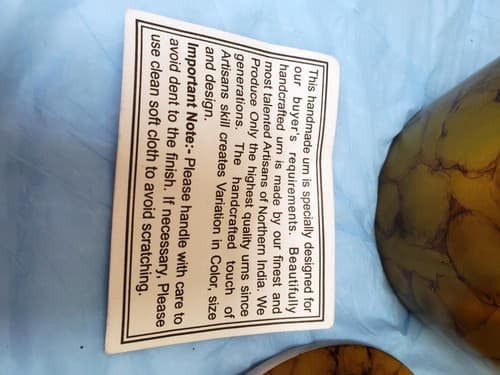 This handmade urn is specially designed for
our buyer's requirements. Beautifully
handcrafted urn is made by our finest and
most talented Artisans of Northern India. We
Produce Only the highest quality urns since
generations. The handcrafted touch of
Artisans skill creates Variation in Color, size
and design.
Important Note:- Please handle with care to
avoid dent to the finish. If necessary, Please
use clean soft cloth to avoid scratching.